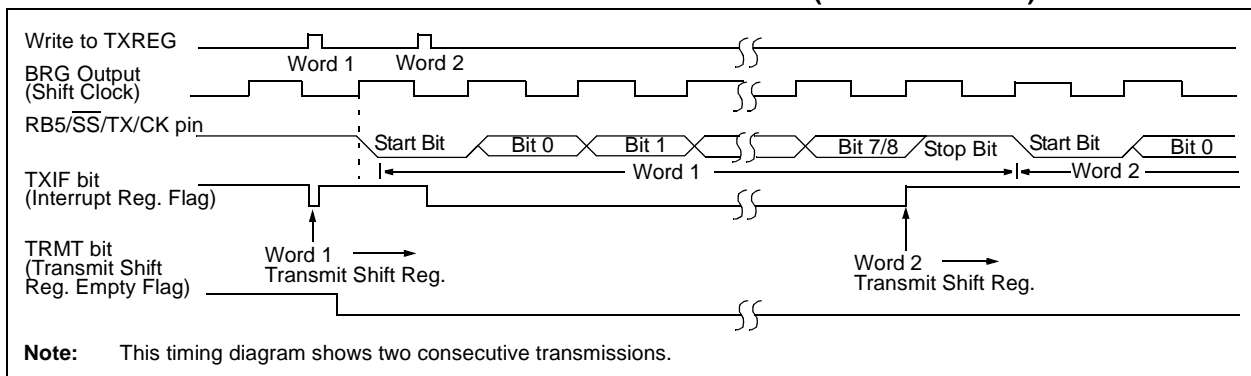 Write to TXREG
Word 1
Word 2
BRG Output
(Shift Clock)
RB5/SS/TX/CK pin
Start Bit
Bit 0
Bit 1
Bit 7/8
Stop Bit
Start Bit
Bit 0
Word 1
Word 2
TXIF bit
(Interrupt Reg. Flag)
Word 1
Transmit Shift Reg.
Word 2
Transmit Shift Reg.
TRMT bit
(Transmit Shift
Reg. Empty Flag)
Note: This timing diagram shows two consecutive transmissions.